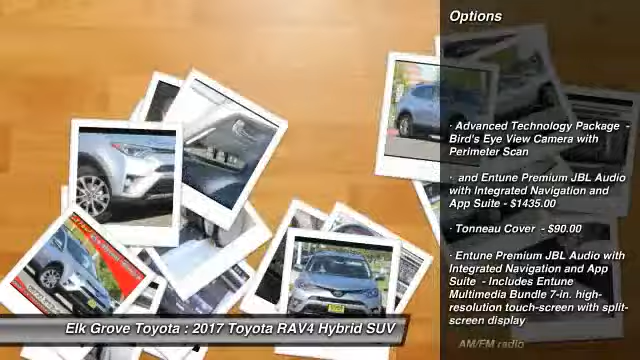 Options
· Advanced Technology Package -
Bird's Eye View Camera with
Perimeter Scan
· and Entune Premium JBL Audio
with Integrated Navigation and
App Suite - $1435.00
· Tonneau Cover - $90.00
· Entune Premium JBL Audio with
Integrated Navigation and App
Suite - Includes Entune
Multimedia Bundle 7-in. high-
resolution touch-screen with split-
screen display
AM/FM radio
Elk Grove Toyota : 2017 Toyota RAV4 Hybrid SUV